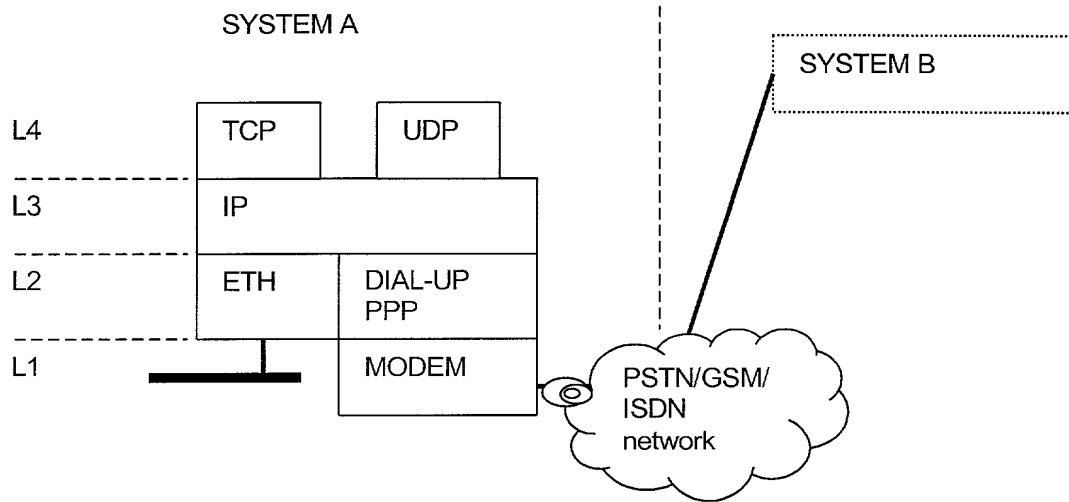 SYSTEM A
SYSTEM B
L4
TCP
UDP
L3
IP
L2
ETH
DIAL-UP
PPP
L1
MODEM
PSTN/GSM/
ISDN
network